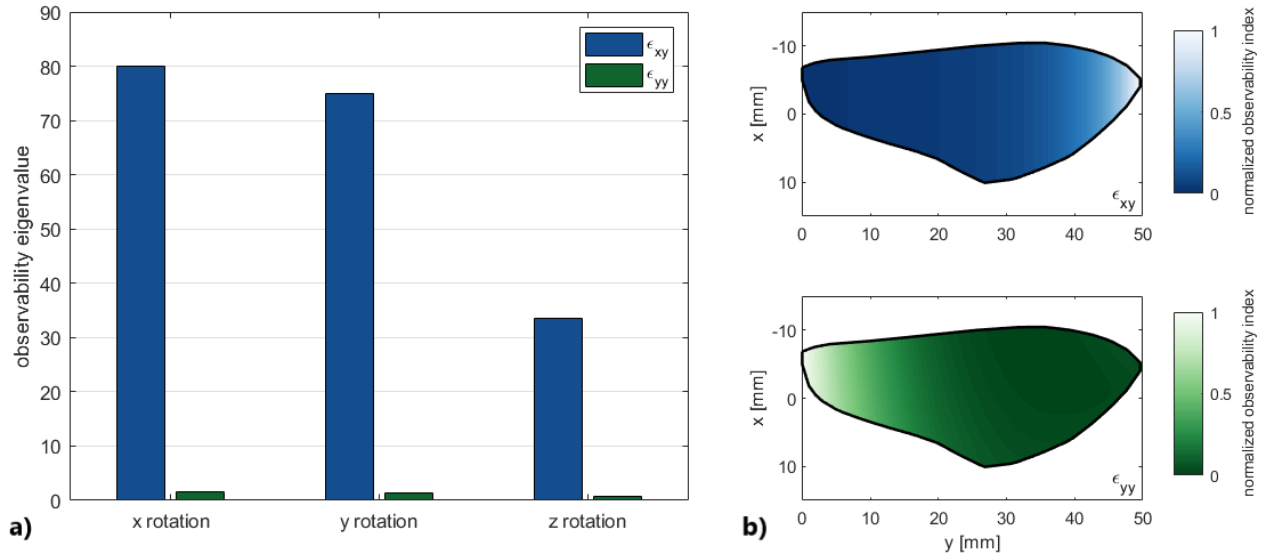 90
80
70
60
50
40
30
20
10
0
observability eigenvalue
x rotation
y rotation
z rotation
ϵxy
ϵyy
a)
-10
0
10
x [mm]
0 10 20 30 40 50
ϵxy
1
0.5
0
normalized observability index
-10
0
10
x [mm]
0 10 20 30 40 50
y [mm]
ϵyy
1
0.5
0
normalized observability index
b)